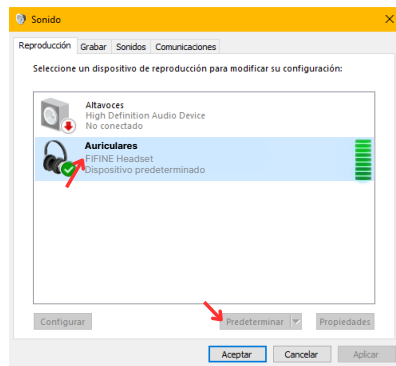 Sonido
Reproducción Grabar Sonidos Comunicaciones
Seleccione un dispositivo de reproducción para modificar su configuración:
Altavoces
High Definition Audio Device
No conectado
Auriculares
FIFINE Headset
Dispositivo predeterminado
Configurar Predeterminar Propiedades
Aceptar Cancelar Aplicar